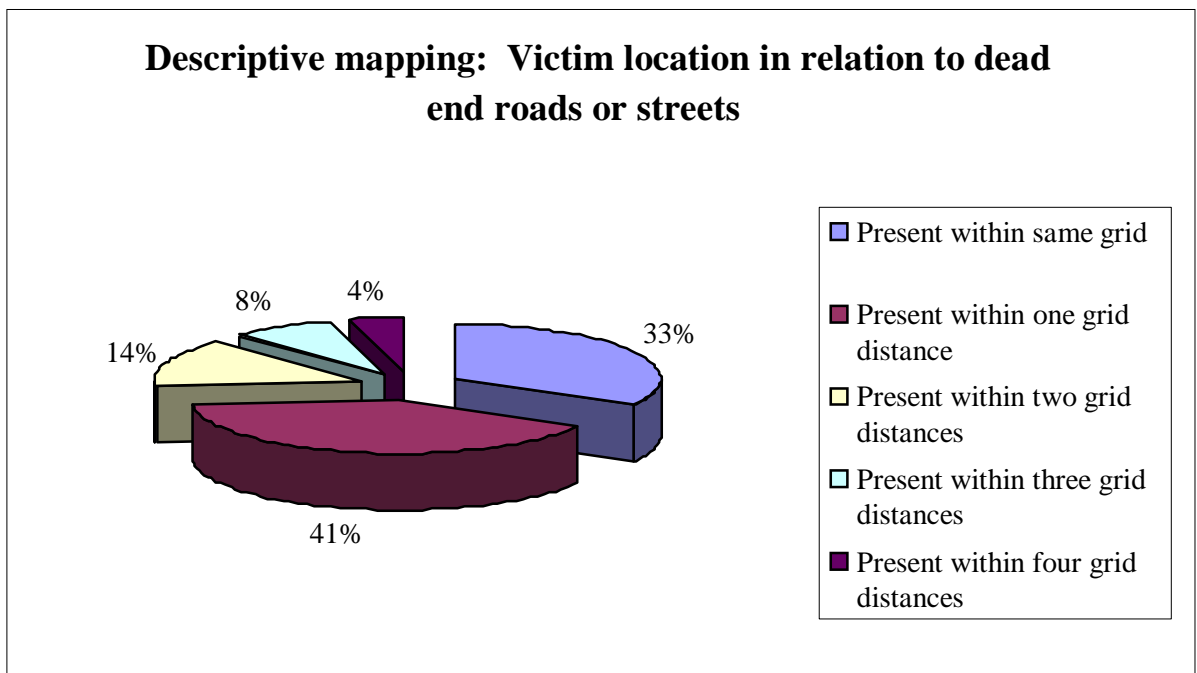 Descriptive mapping: Victim location in relation to dead
end roads or streets
33%
41%
14%
8%
4%
Present within same grid
Present within one grid
distance
Present within two grid
distances
Present within three grid
distances
Present within four grid
distances